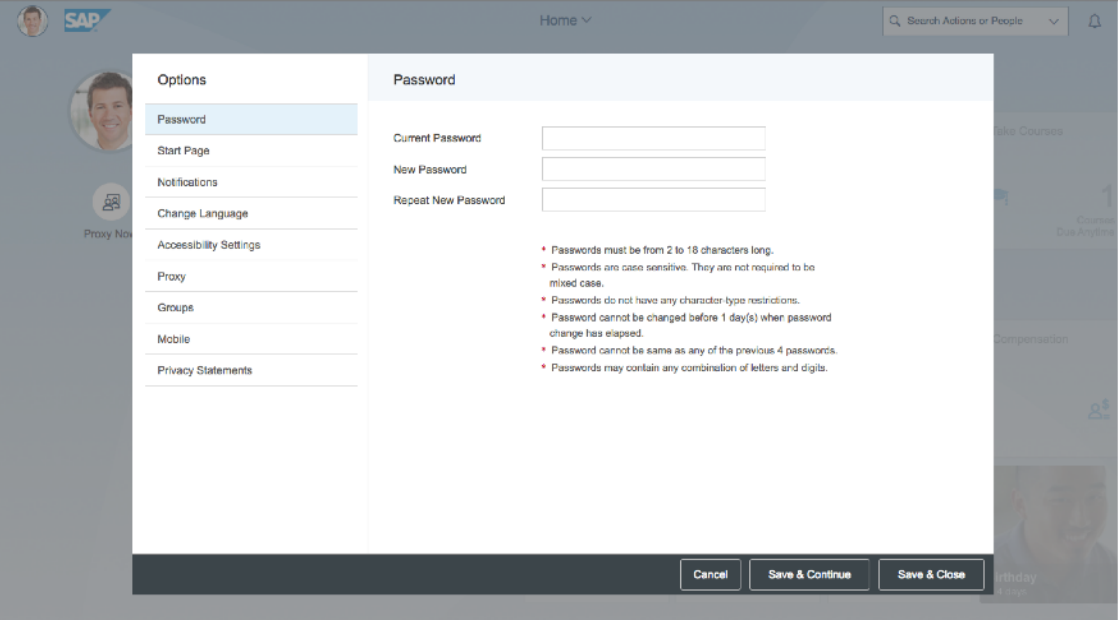 SAP
Home
Search Actions or People
Options
Password
Start Page
Notifications
Change Language
Accessibility Settings
Proxy
Groups
Mobile
Privacy Statements
Password
Current Password
New Password
Repeat New Password
* Passwords must be from 2 to 18 characters long.
* Passwords are case sensitive. They are not required to be
mixed case.
* Passwords do not have any character-type restrictions.
* Password cannot be changed before 1 day(s) when password
change has elapsed.
* Password cannot be same as any of the previous 4 passwords.
* Passwords may contain any combination of letters and digits.
Cancel
Save & Continue
Save & Close
Proxy Now
Take Courses
1
Courses
Due Anytime
Compensation